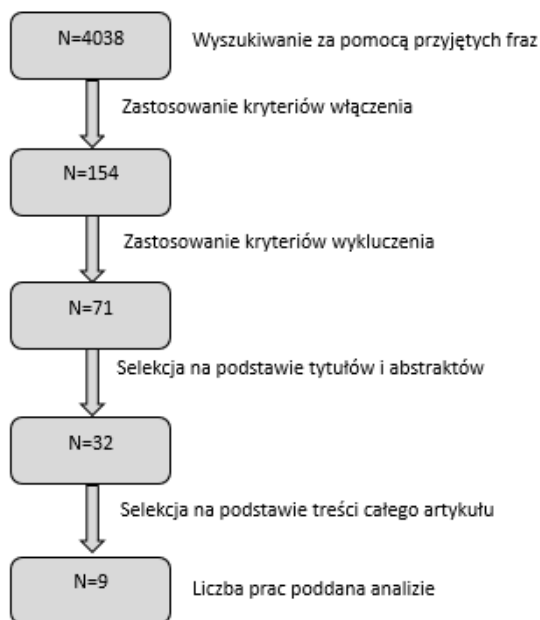 N=4038
Wyszukiwanie za pomocą przyjętych fraz
Zastosowanie kryteriów włączenia
N=154
Zastosowanie kryteriów wykluczenia
N=71
Selekcja na podstawie tytułów i abstraktów
N=32
Selekcja na podstawie treści całego artykułu
N=9
Liczba prac poddana analizie